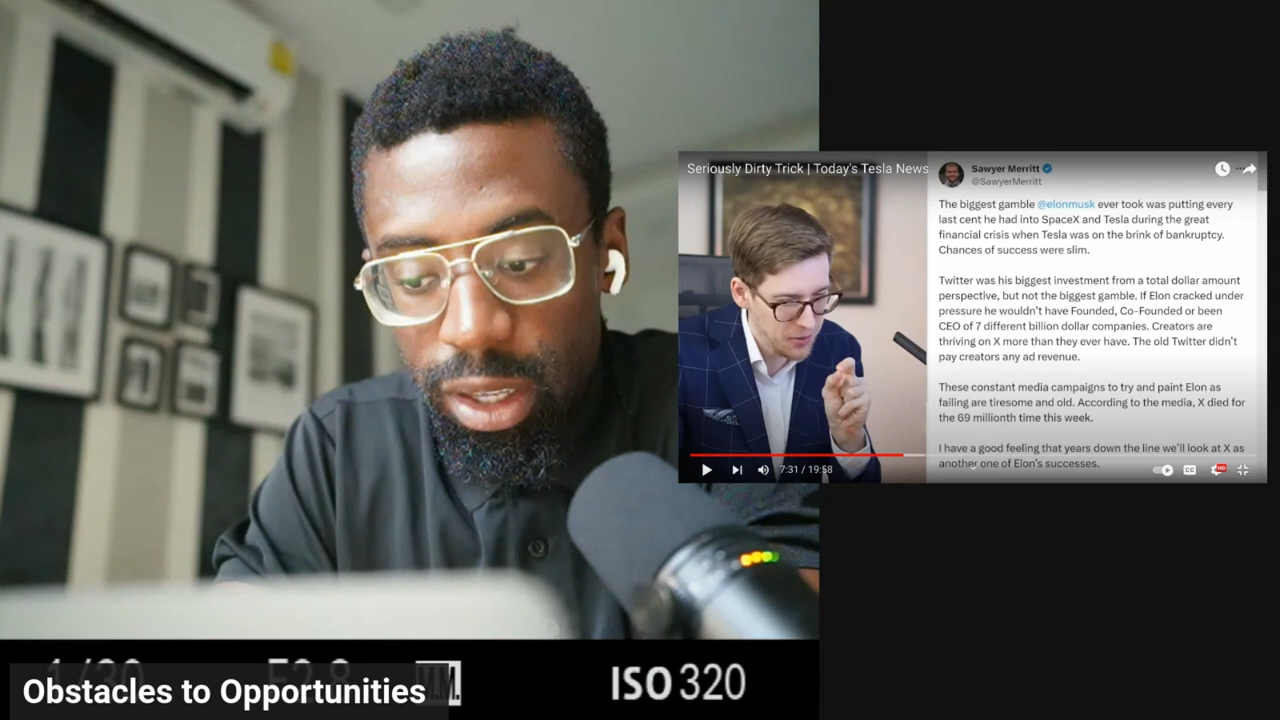 Seriously Dirty Trick | Today's Tesla News
Sawyer Merritt
@SawyerMerritt
The biggest gamble @elonmusk ever took was putting every
last cent he had into SpaceX and Tesla during the great
financial crisis when Tesla was on the brink of bankruptcy.
Chances of success were slim.
Twitter was his biggest investment from a total dollar amount
perspective, but not the biggest gamble. If Elon cracked under
pressure he wouldn't have Founded, Co-Founded or been
CEO of 7 different billion dollar companies. Creators are
thriving on X more than they ever have. The old Twitter didn't
pay creators any ad revenue.
These constant media campaigns to try and paint Elon as
failing are tiresome and old. According to the media, X died for
the 69 millionth time this week.
I have a good feeling that years down the line we'll look at X as
another one of Elon's successes.
7:31 / 19:58
CC
HD
1/30 F2.8 M.M. ISO 320
Obstacles to Opportunities